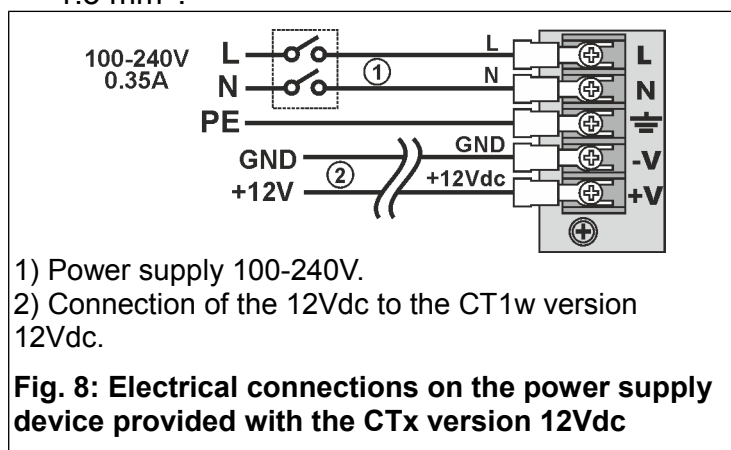 100-240V L L L
0.35A N ① N N
PE
GND GND -V
+12V ② +12Vdc +V
1) Power supply 100-240V.
2) Connection of the 12Vdc to the CT1w version
12Vdc.
Fig. 8: Electrical connections on the power supply
device provided with the CTx version 12Vdc